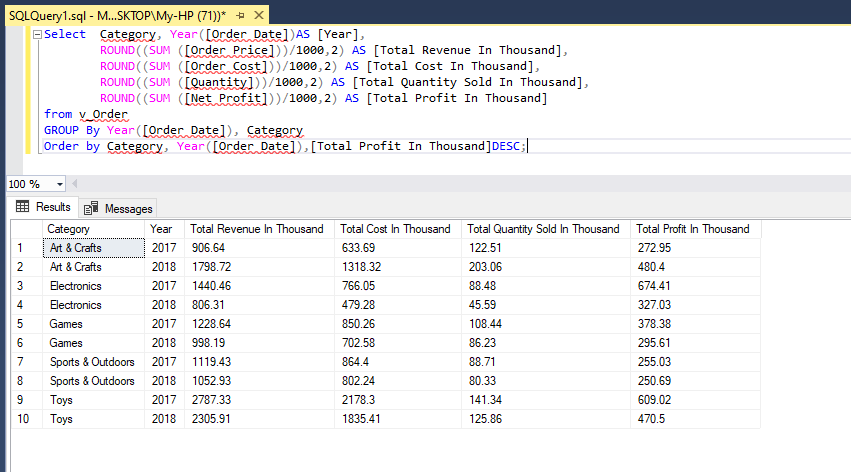 SQLQuery1.sql - M...SKTOP\My-HP (71))*
Select Category, Year([Order Date])AS [Year],
ROUND((SUM ([Order Price]))/1000,2) AS [Total Revenue In Thousand],
ROUND((SUM ([Order Cost]))/1000,2) AS [Total Cost In Thousand],
ROUND((SUM ([Quantity]))/1000,2) AS [Total Quantity Sold In Thousand],
ROUND((SUM ([Net Profit]))/1000,2) AS [Total Profit In Thousand]
from v_Order
GROUP By Year([Order Date]), Category
Order by Category, Year([Order Date]),[Total Profit In Thousand]DESC;
100 %
Results Messages
Category Year Total Revenue In Thousand Total Cost In Thousand Total Quantity Sold In Thousand Total Profit In Thousand
1 Art & Crafts 2017 906.64 633.69 122.51 272.95
2 Art & Crafts 2018 1798.72 1318.32 203.06 480.4
3 Electronics 2017 1440.46 766.05 88.48 674.41
4 Electronics 2018 806.31 479.28 45.59 327.03
5 Games 2017 1228.64 850.26 108.44 378.38
6 Games 2018 998.19 702.58 86.23 295.61
7 Sports & Outdoors 2017 1119.43 864.4 88.71 255.03
8 Sports & Outdoors 2018 1052.93 802.24 80.33 250.69
9 Toys 2017 2787.33 2178.3 141.34 609.02
10 Toys 2018 2305.91 1835.41 125.86 470.5